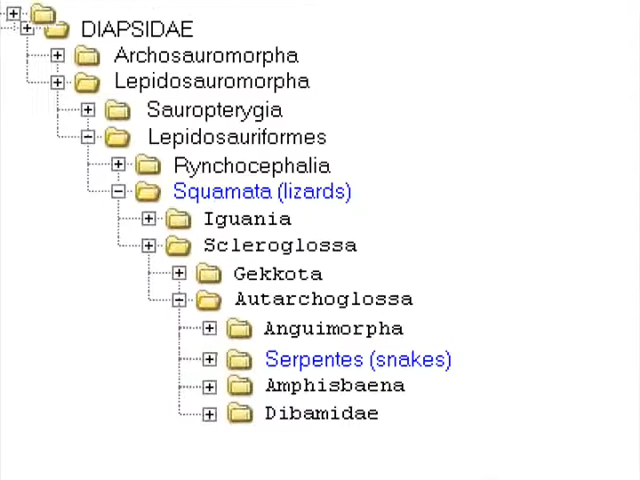 DIAPSIDAE
Archosauromorpha
Lepidosauromorpha
Sauropterygia
Lepidosauriformes
Rynchocephalia
Squamata (lizards)
Iguania
Scleroglossa
Gekkota
Autarchoglossa
Anguimorpha
Serpentes (snakes)
Amphisbaena
Dibamidae